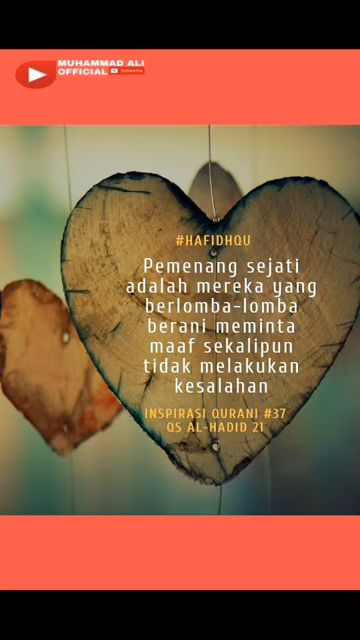 MUHAMMAD ALI
OFFICIAL Subscribe
#HAFIDHQU
Pemenang sejati
adalah mereka yang
berlomba-lomba
berani meminta
maaf sekalipun
tidak melakukan
kesalahan
INSPIRASI QURANI #37
QS AL-HADID 21